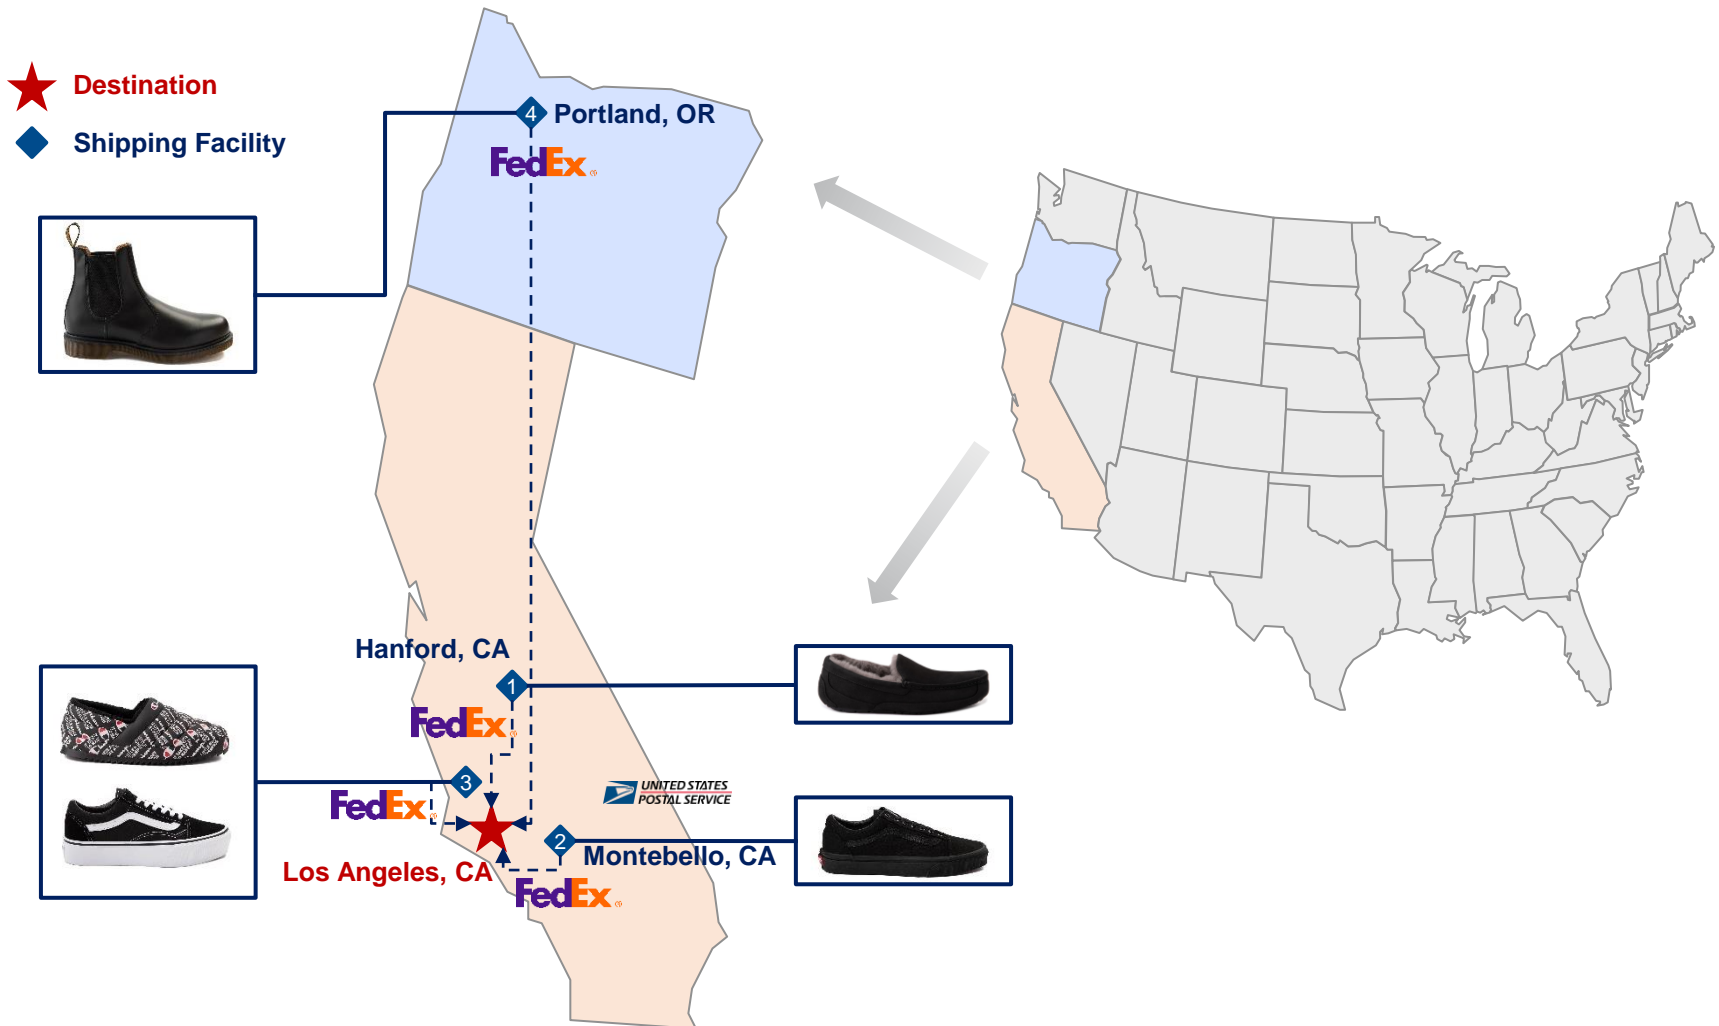 Destination
Shipping Facility
4
Portland, OR
FedEx
®
Hanford, CA
1
FedEx
®
3
FedEx
®
UNITED STATES
POSTAL SERVICE
2
Montebello, CA
Los Angeles, CA
FedEx
®